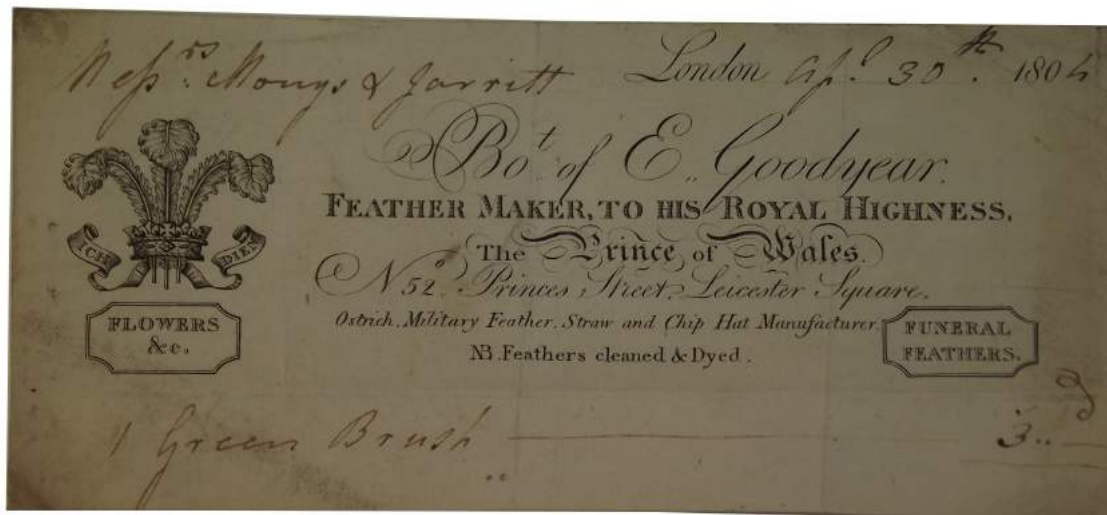 Messrs: Mongs & Jarritt London Apl. 30th. 1804
Bot. of E. Goodyear.
FEATHER MAKER, TO HIS ROYAL HIGHNESS,
The Prince of Wales.
No. 52. Princes Street, Leicester Square.
Ostrich, Military Feather, Straw and Chip Hat Manufacturer.
NB. Feathers cleaned & Dyed.
ICH DIEN
FLOWERS
&c.
FUNERAL
FEATHERS.
1 Green Brush 3..